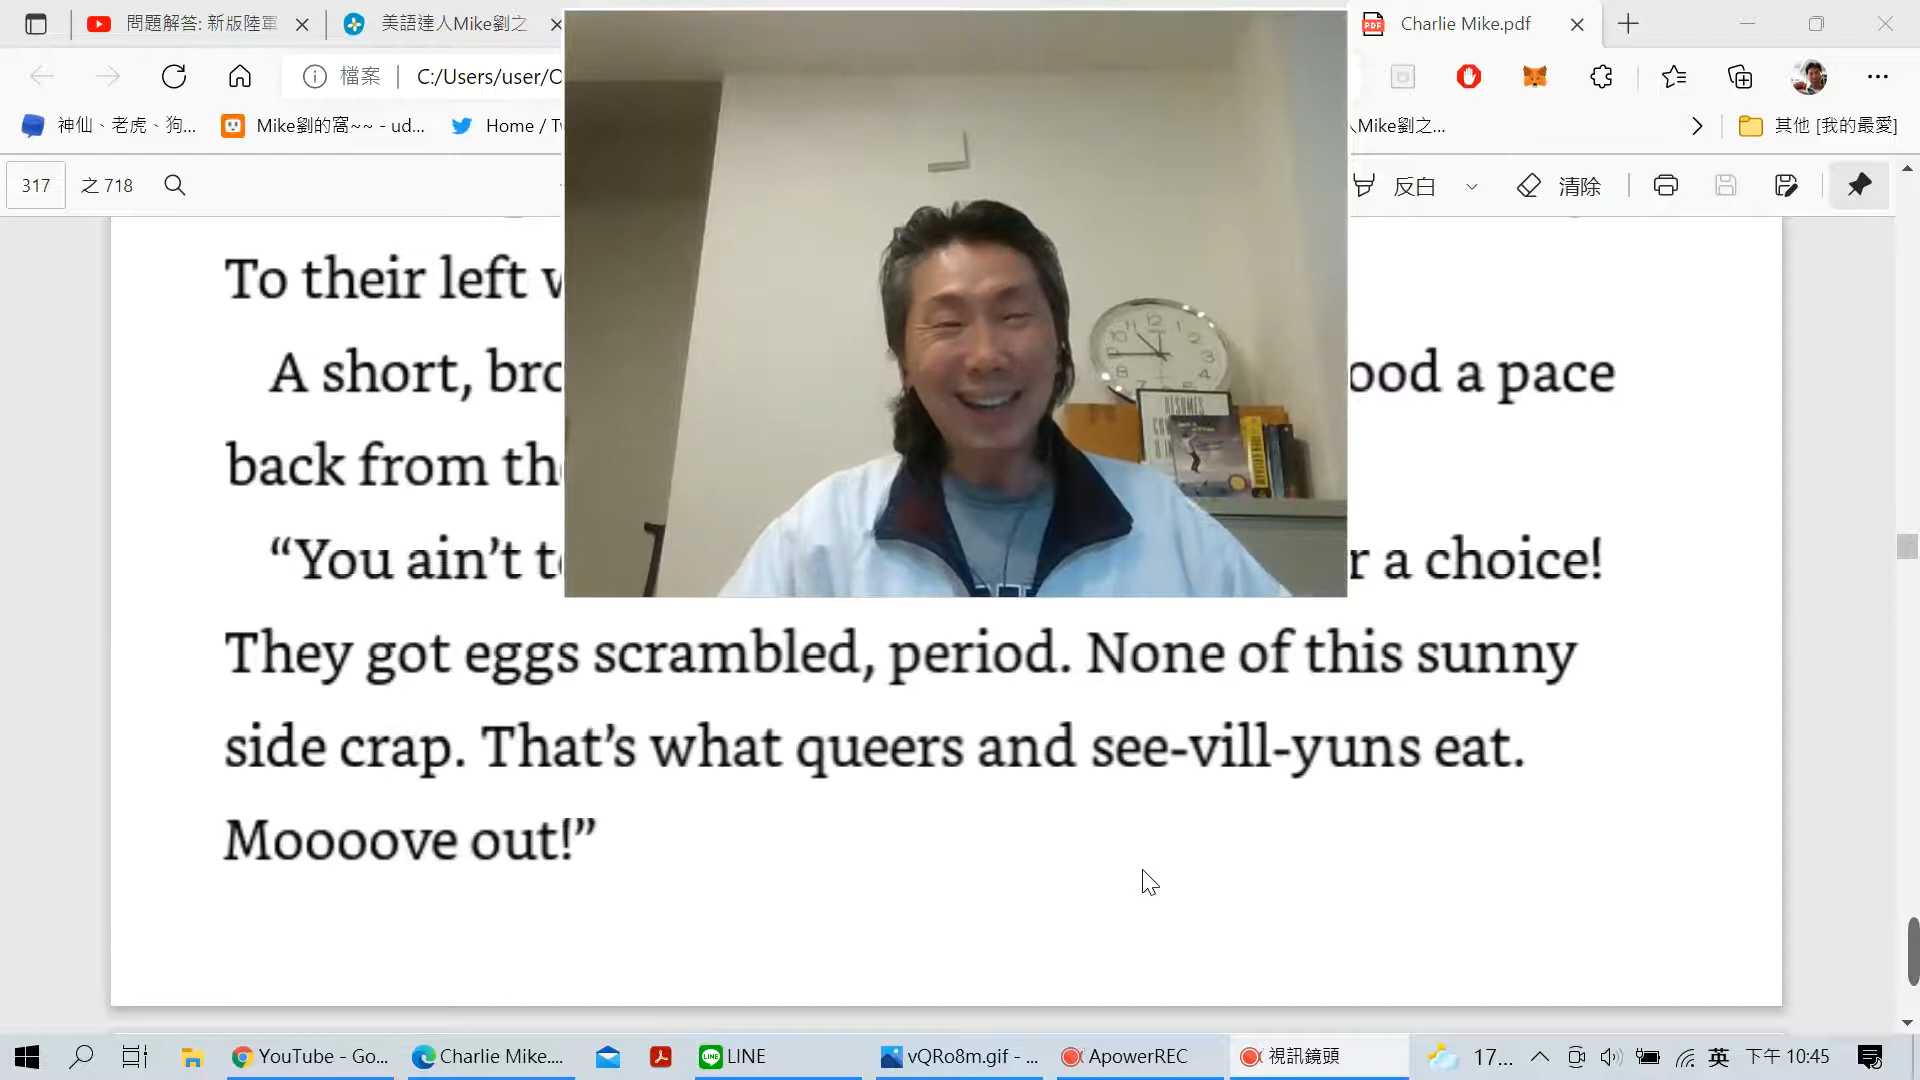 問題解答: 新版陸軍
美語達人Mike劉之
Charlie Mike.pdf
檔案
C:/Users/user/C
神仙、老虎、狗...
Mike劉的窩~~ - ud...
Home / Tw
Mike劉之...
其他 [我的最愛]
317
之 718
反白
清除
To their left w
A short, bro
ood a pace
back from the
“You ain’t to
r a choice!
They got eggs scrambled, period. None of this sunny
side crap. That’s what queers and see-vill-yuns eat.
Moooove out!”
YouTube - Go...
Charlie Mike....
LINE
vQRo8m.gif - ...
ApowerREC
視訊鏡頭
17...
英
下午 10:45